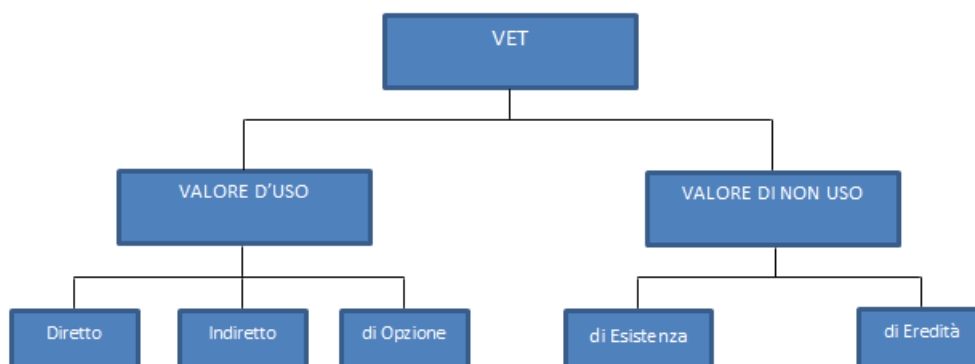 VET
VALORE D’USO
VALORE DI NON USO
Diretto
Indiretto
di Opzione
di Esistenza
di Eredità